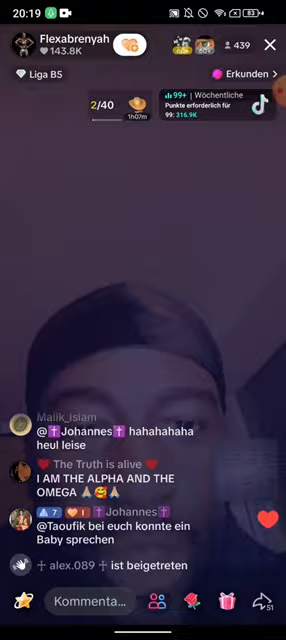 20:19
83
Flexabrenyah
143.8K
439
Liga B5
Erkunden >
2/40
1h07m
99+ | Wöchentliche
Punkte erforderlich für
99: 316.9K
Malik_Islam
@✝️Johannes✝️ hahahahaha
heul leise
❤️ The Truth is alive ❤️
I AM THE ALPHA AND THE
OMEGA 🙏🏼🥰🙏🏼
7 1 ✝️Johannes✝️
@Taoufik bei euch konnte ein
Baby sprechen
♱ alex.089 ♱ ist beigetreten
Kommenta...
51